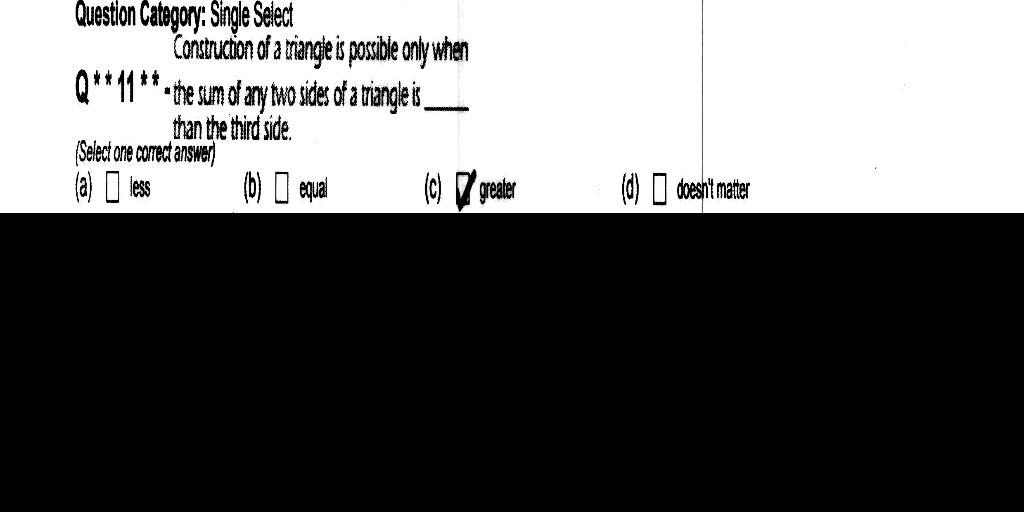 Question Category: Single Select
Construction of a triangle is possible only when
Q * * 11 * * - the sum of any two sides of a triangle is _____
than the third side.
(Select one correct answer)
(a) ☐ less (b) ☐ equal (c) ☑ greater (d) ☐ doesn't matter